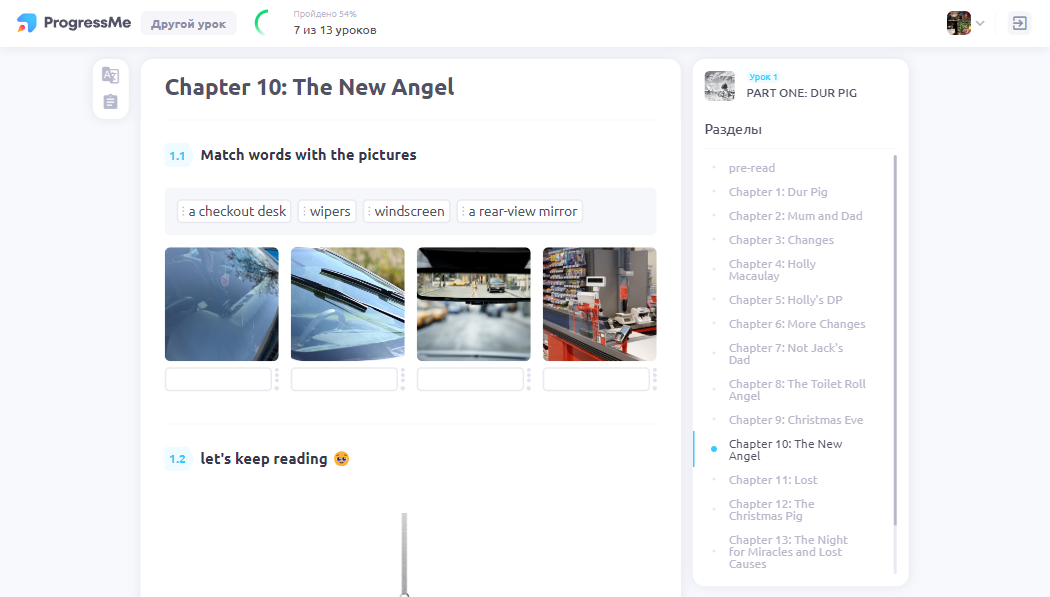 ProgressMe
Другой урок
Пройдено 54%
7 из 13 уроков
Chapter 10: The New Angel
1.1 Match words with the pictures
a checkout desk
wipers
windscreen
a rear-view mirror
1.2 let's keep reading
Урок 1
PART ONE: DUR PIG
Разделы
pre-read
Chapter 1: Dur Pig
Chapter 2: Mum and Dad
Chapter 3: Changes
Chapter 4: Holly
Macaulay
Chapter 5: Holly's DP
Chapter 6: More Changes
Chapter 7: Not Jack's
Dad
Chapter 8: The Toilet Roll
Angel
Chapter 9: Christmas Eve
Chapter 10: The New
Angel
Chapter 11: Lost
Chapter 12: The
Christmas Pig
Chapter 13: The Night
for Miracles and Lost
Causes